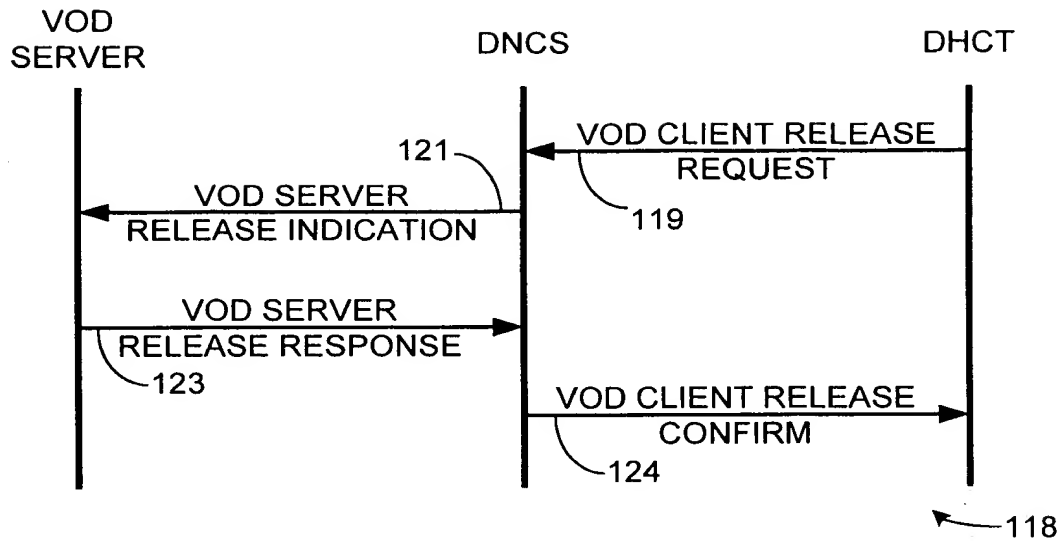 VOD
SERVER
DNCS
DHCT
VOD CLIENT RELEASE
REQUEST
119
121
VOD SERVER
RELEASE INDICATION
VOD SERVER
RELEASE RESPONSE
123
VOD CLIENT RELEASE
CONFIRM
124
118